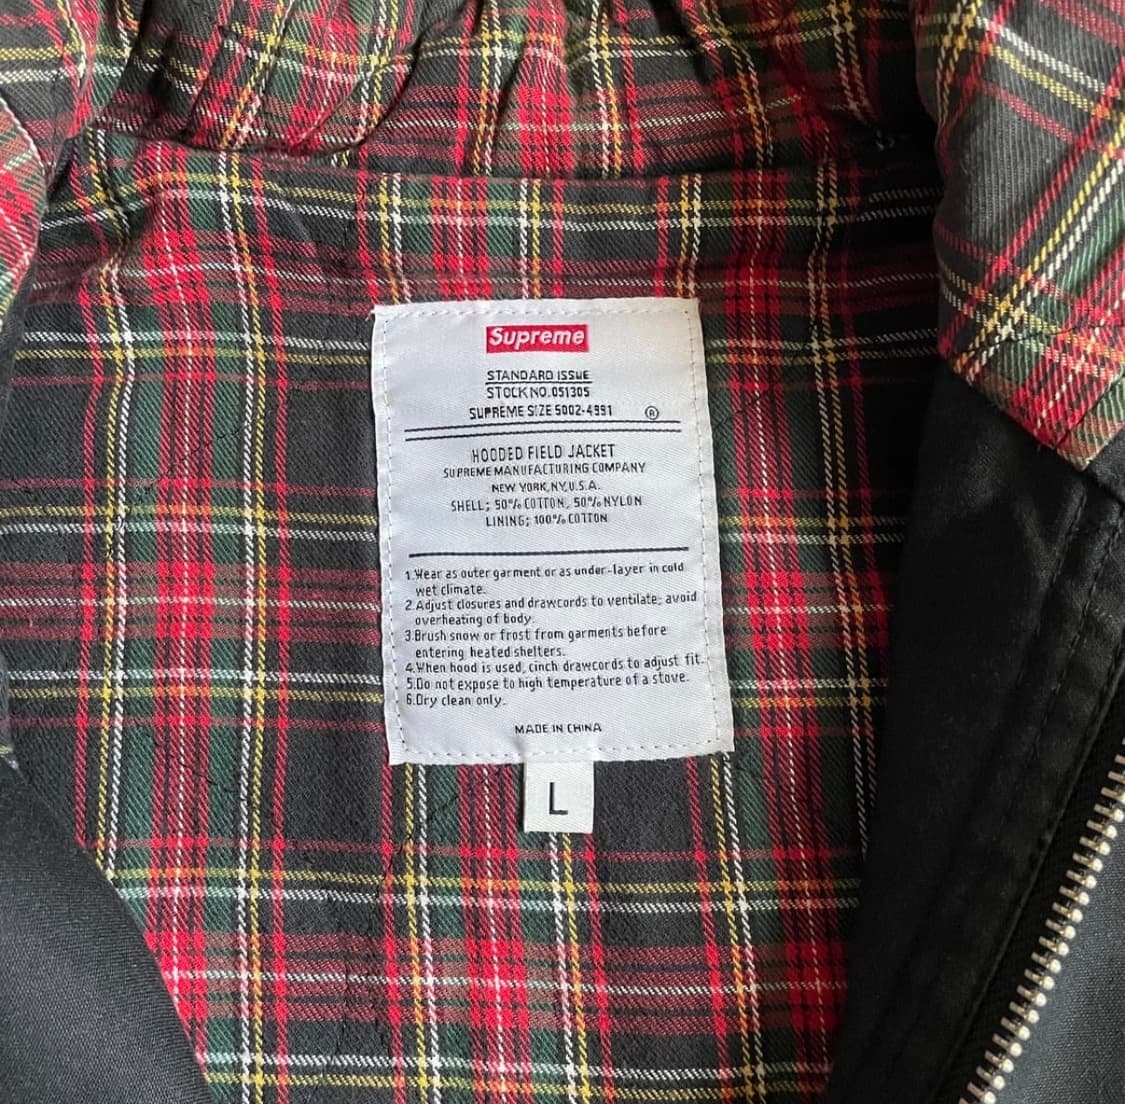 Supreme
STANDARD ISSUE
STOCK NO. 051305
SUPREME SIZE 5002-4991 ®
HOODED FIELD JACKET
SUPREME MANUFACTURING COMPANY
NEW YORK, NY, U.S.A.
SHELL; 50% COTTON, 50% NYLON
LINING; 100% COTTON
1.Wear as outer garment or as under-layer in cold
wet climate.
2.Adjust closures and drawcords to ventilate; avoid
overheating of body.
3.Brush snow or frost from garments before
entering heated shelters.
4.When hood is used, cinch drawcords to adjust fit.
5.Do not expose to high temperature of a stove.
6.Dry clean only.
MADE IN CHINA
L